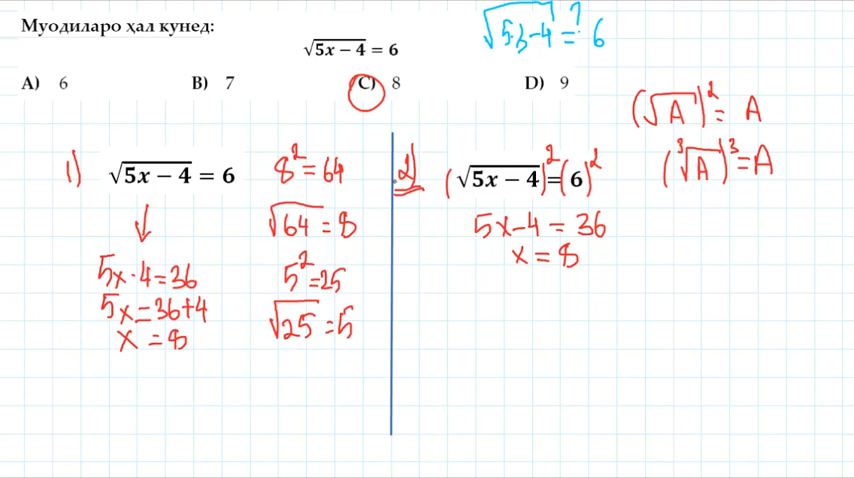 Муодиларо ҳал кунед:
√5x − 4 = 6
A) 6 B) 7 C) 8 D) 9
1) √5x − 4 = 6
5x - 4 = 36
5x = 36 + 4
x = 8
8² = 64
√64 = 8
5² = 25
√25 = 5
2) (√5x − 4)² = (6)²
5x − 4 = 36
x = 8
√5·8−4 ?= 6
(√A)² = A
(∛A)³ = A